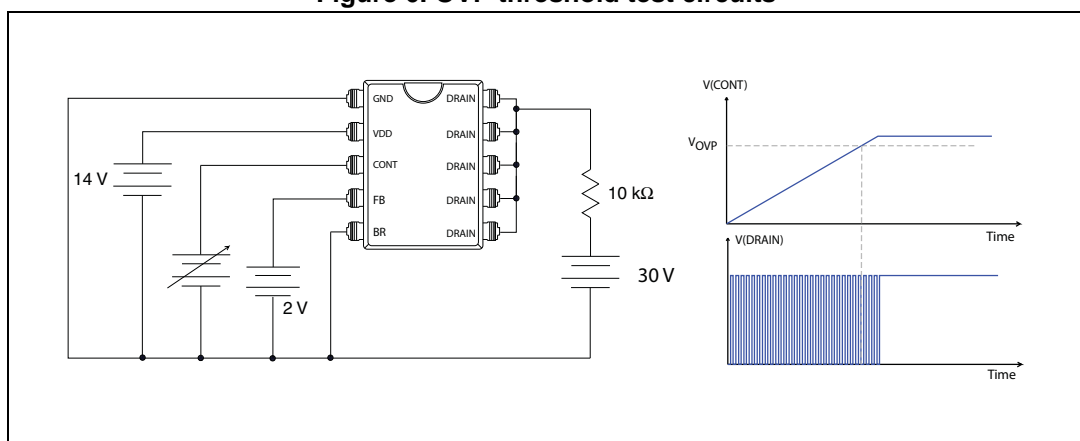 Figure OVP threshold test circuits
GND
VDD
CONT
FB
BR
DRAIN
DRAIN
DRAIN
DRAIN
DRAIN
14 V
2 V
10 kΩ
30 V
V(CONT)
VOVP
Time
V(DRAIN)
Time